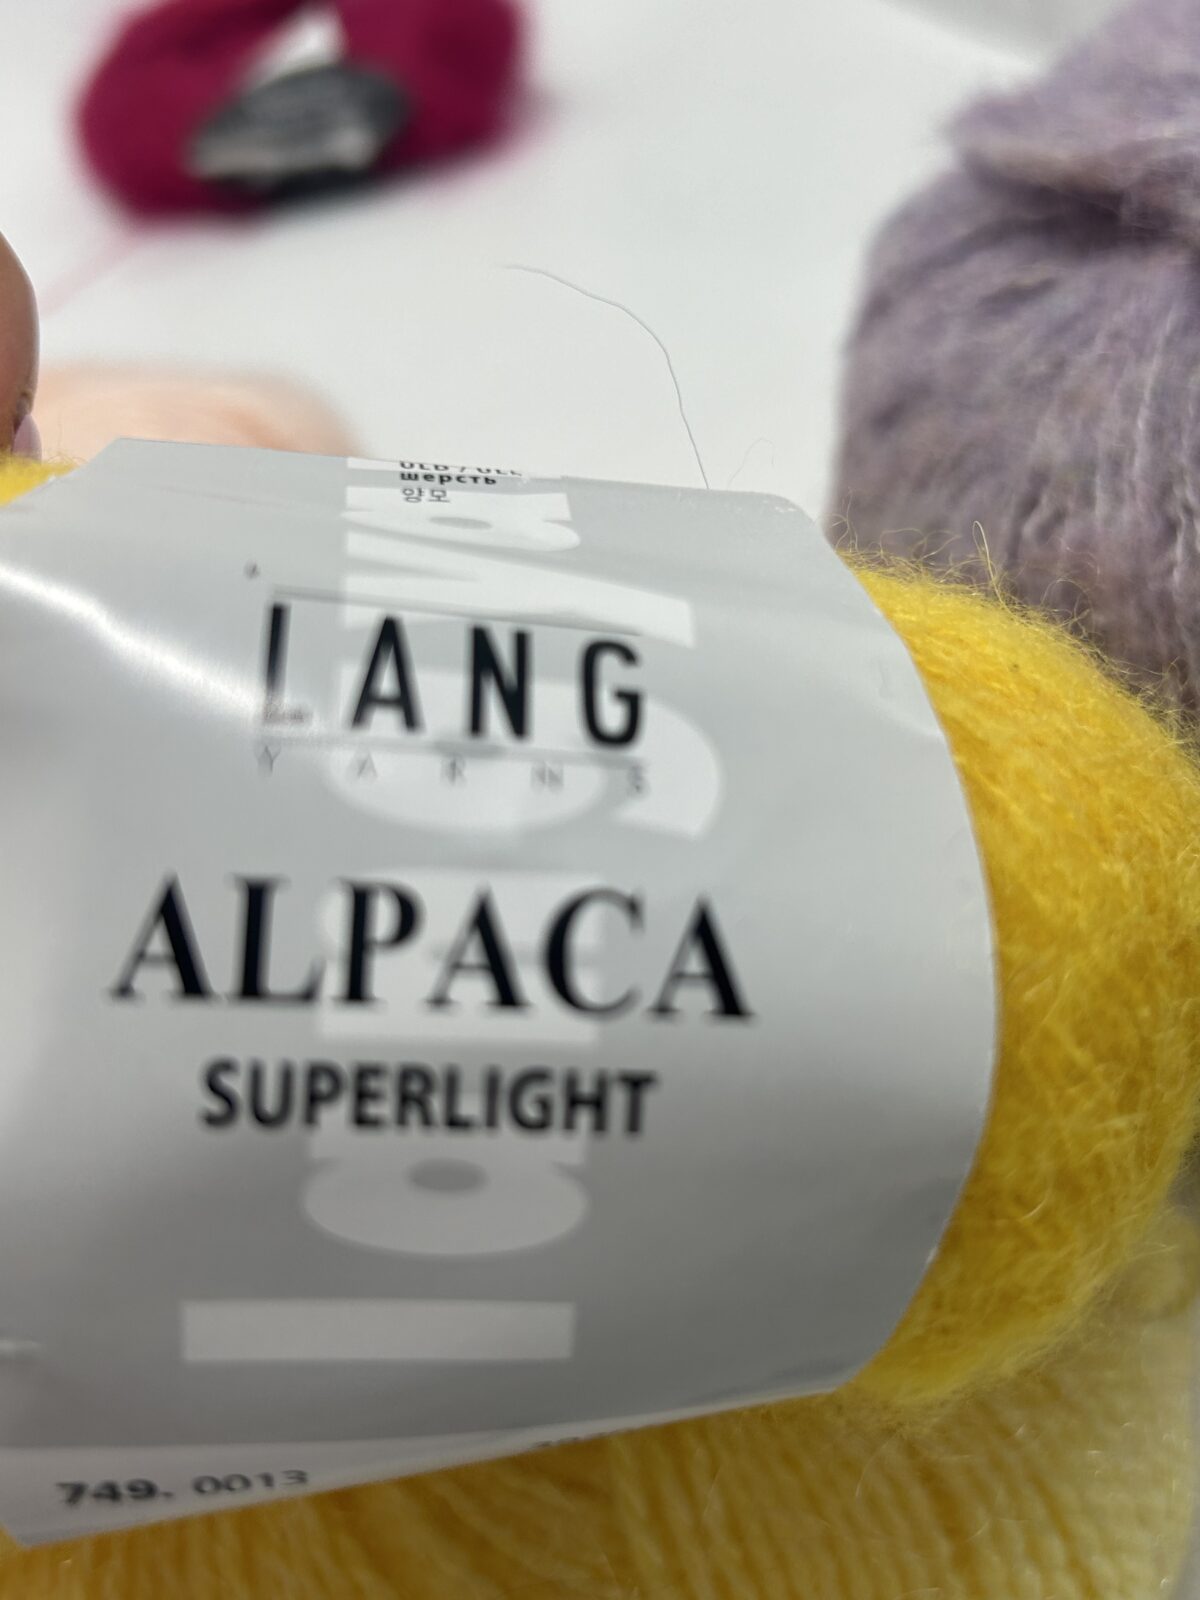 шерсть
양모
LANG
YARNS
ALPACA
SUPERLIGHT
749. 0013